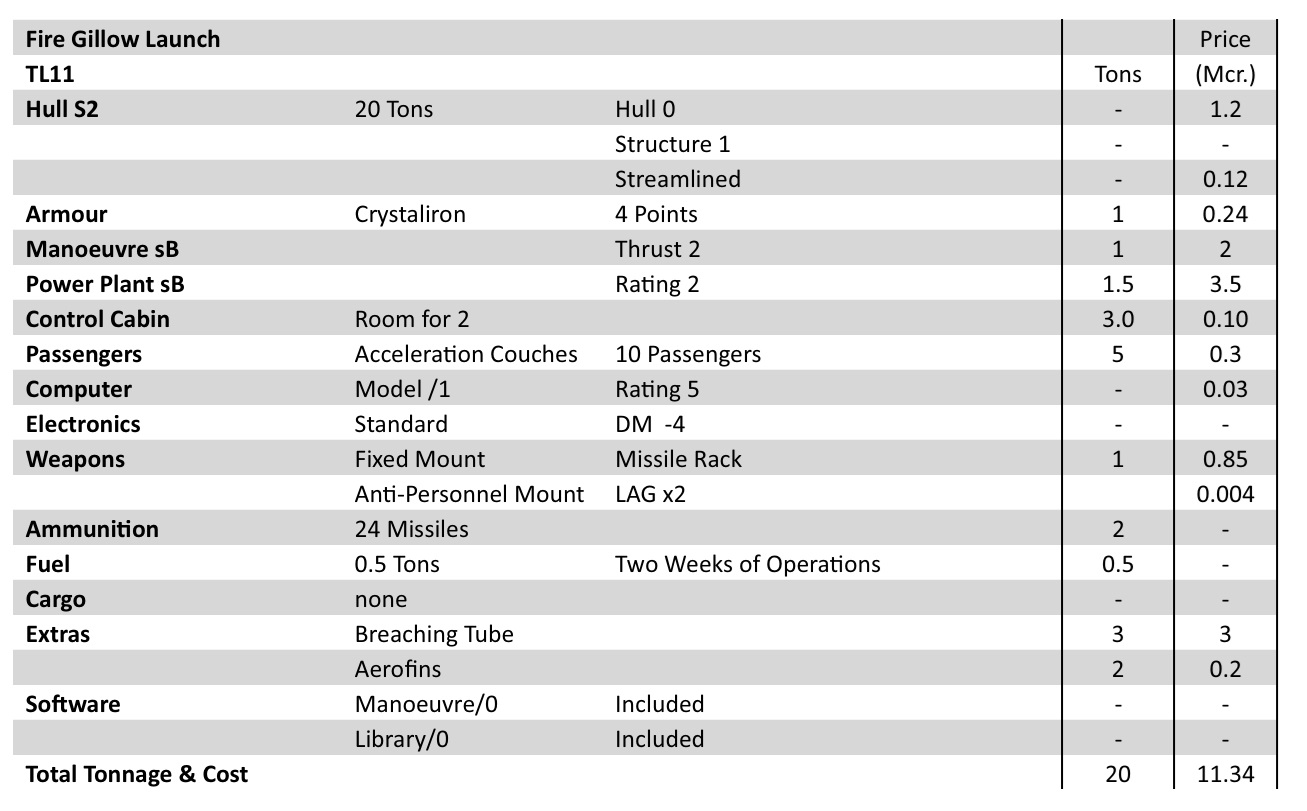 Fire Gillow Launch Price
TL11 Tons (Mcr.)
Hull S2 20 Tons Hull 0 - 1.2
Structure 1 - -
Streamlined - 0.12
Armour Crystaliron 4 Points 1 0.24
Manoeuvre sB Thrust 2 1 2
Power Plant sB Rating 2 1.5 3.5
Control Cabin Room for 2 3.0 0.10
Passengers Acceleration Couches 10 Passengers 5 0.3
Computer Model /1 Rating 5 - 0.03
Electronics Standard DM -4 - -
Weapons Fixed Mount Missile Rack 1 0.85
Anti-Personnel Mount LAG x2 0.004
Ammunition 24 Missiles 2 -
Fuel 0.5 Tons Two Weeks of Operations 0.5 -
Cargo none - -
Extras Breaching Tube 3 3
Aerofins 2 0.2
Software Manoeuvre/0 Included - -
Library/0 Included - -
Total Tonnage & Cost 20 11.34